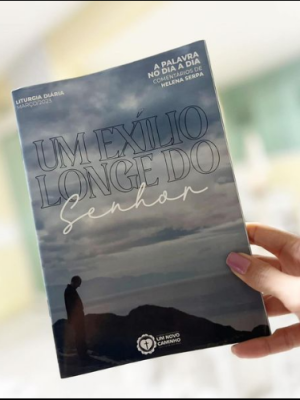 LITURGIA DIÁRIA
MARÇO/2025
A PALAVRA
NO DIA A DIA
COMENTÁRIOS DE
HELENA SERPA
UM EXÍLIO
LONGE DO
Senhor
UM NOVO
CAMINHO